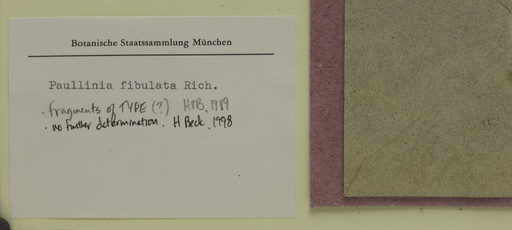 Botanische Staatssammlung München
Paullinia fibulata Rich.
. fragments of TYPE (?) HTB, 1989
. no further determination. H Beck, 1998